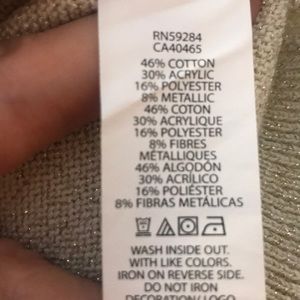 RN59284
CA40465
46% COTTON
30% ACRYLIC
16% POLYESTER
8% METALLIC
46% COTON
30% ACRYLIQUE
16% POLYESTER
8% FIBRES
MÉTALLIQUES
46% ALGODÓN
30% ACRÍLICO
16% POLIÉSTER
8% FIBRAS METÁLICAS
WASH INSIDE OUT.
WITH LIKE COLORS.
IRON ON REVERSE SIDE.
DO NOT IRON
DECORATION/LOGO